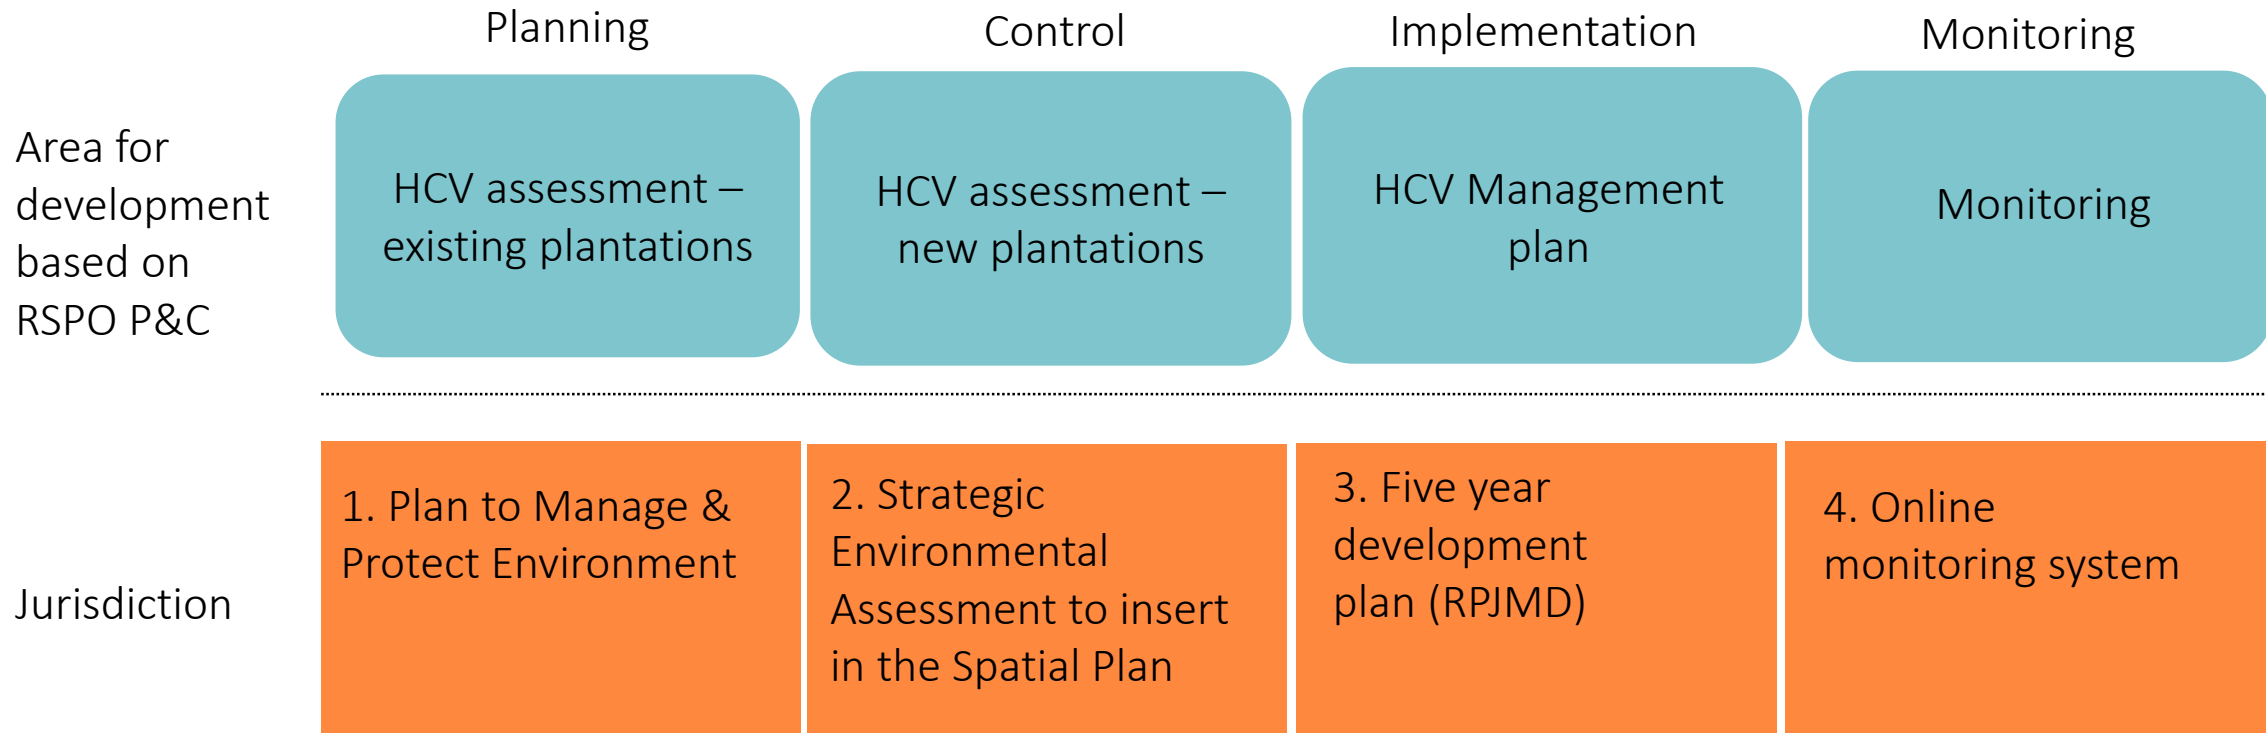 Planning
Control
Implementation
Monitoring
Area for
development
based on
RSPO P&C
HCV assessment –
existing plantations
HCV assessment –
new plantations
HCV Management
plan
Monitoring
Jurisdiction
1. Plan to Manage &
Protect Environment
2. Strategic
Environmental
Assessment to insert
in the Spatial Plan
3. Five year
development
plan (RPJMD)
4. Online
monitoring system